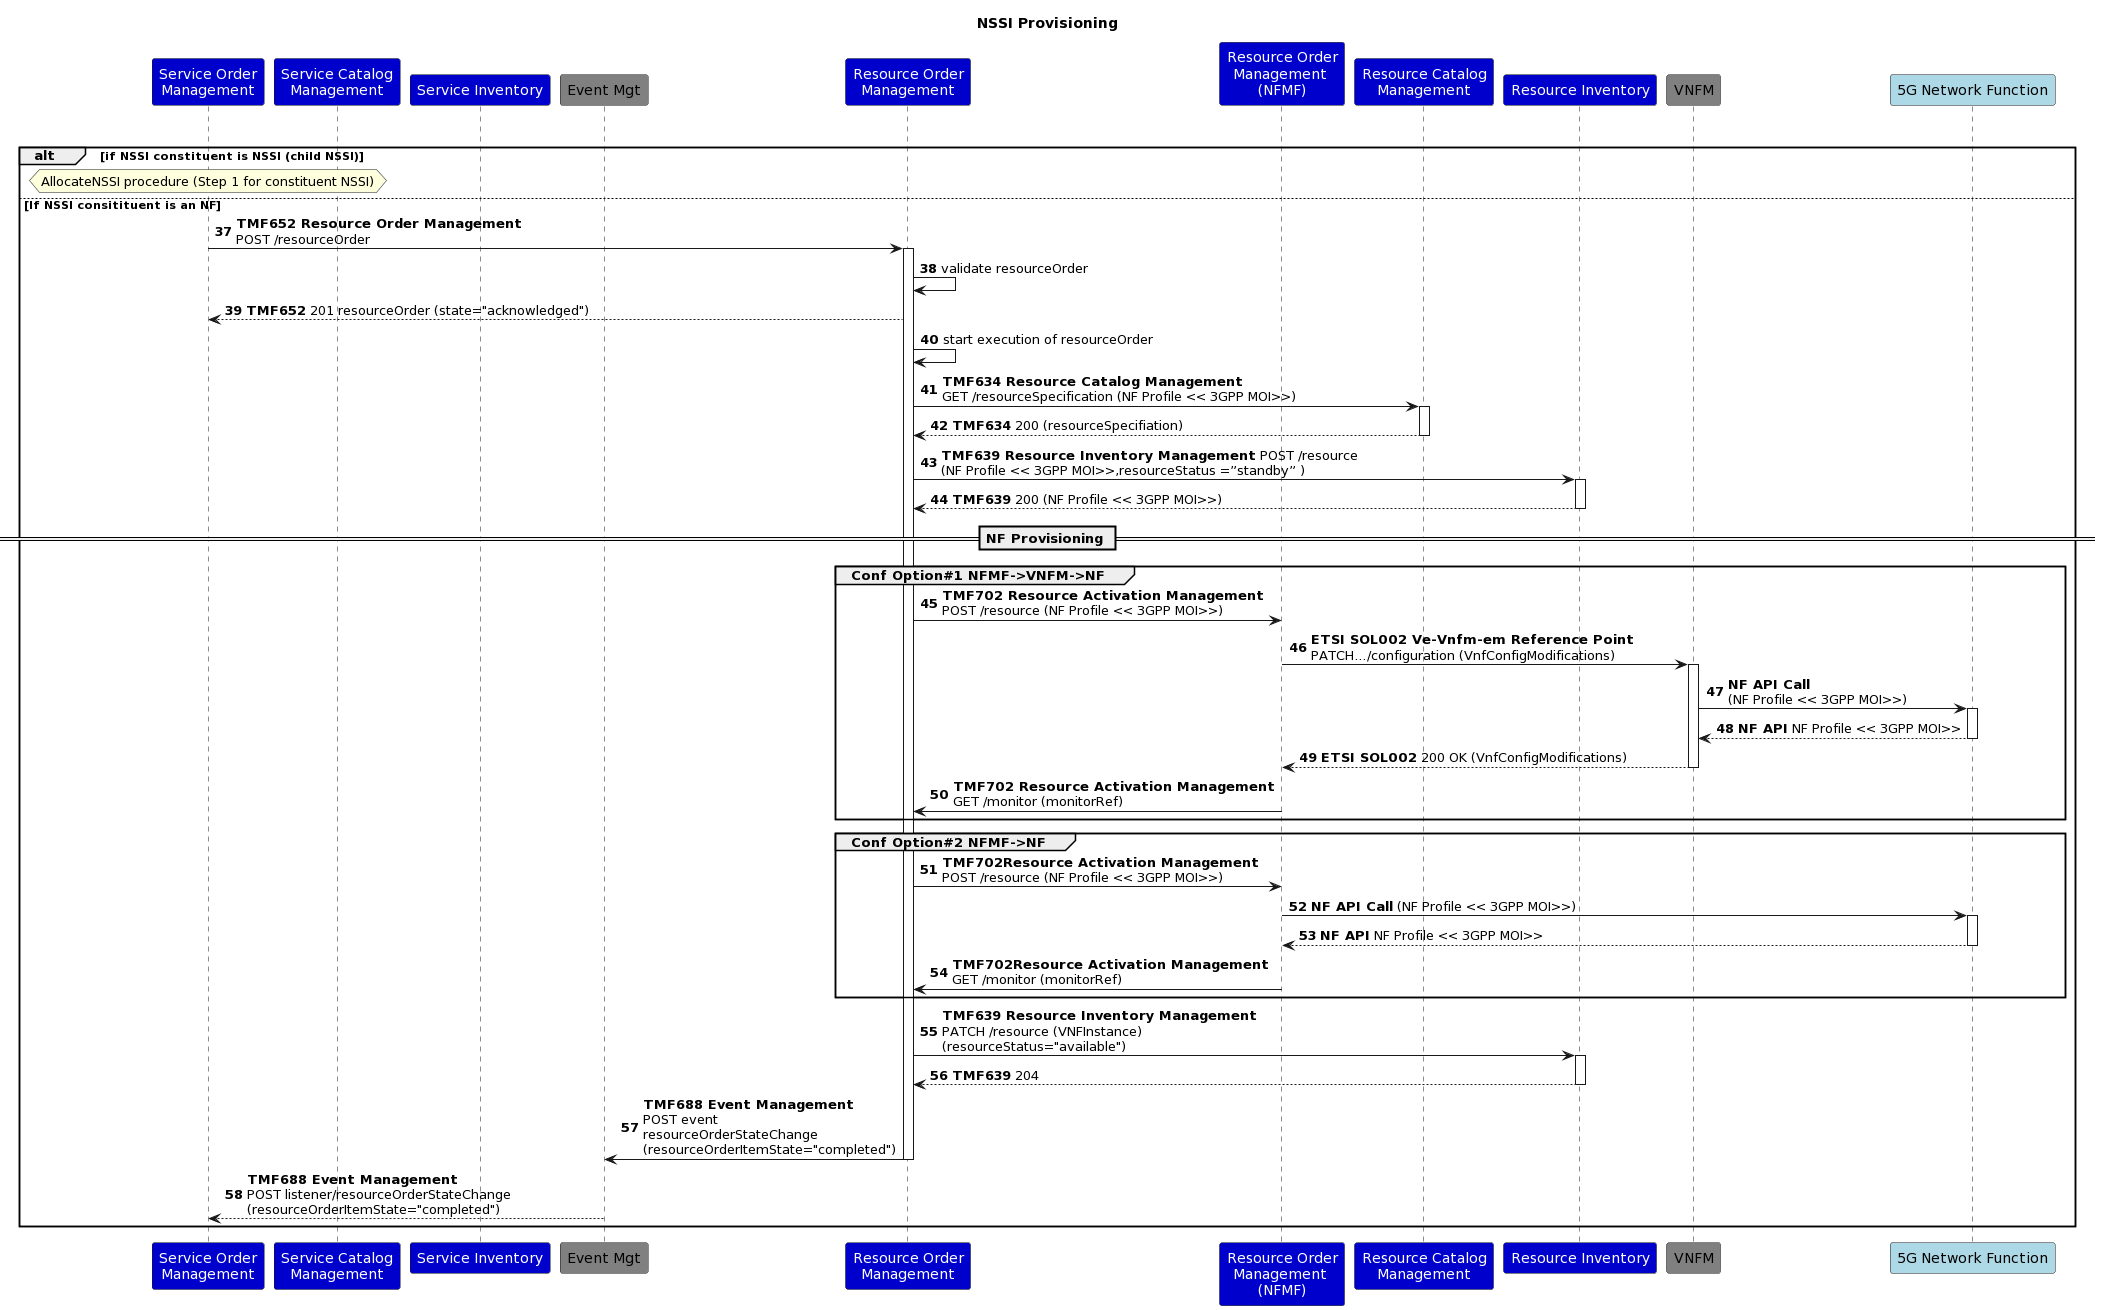 NSSI Provisioning
Service Order
Management
Service Catalog
Management
Service Inventory
Event Mgt
Resource Order
Management
Resource Order
Management
(NFMF)
Resource Catalog
Management
Resource Inventory
VNFM
5G Network Function
alt [if NSSI constituent is NSSI (child NSSI)]
AllocateNSSI procedure (Step 1 for constituent NSSI)
[If NSSI consitituent is an NF]
37 TMF652 Resource Order Management
POST /resourceOrder
38 validate resourceOrder
39 TMF652 201 resourceOrder (state="acknowledged")
40 start execution of resourceOrder
41 TMF634 Resource Catalog Management
GET /resourceSpecification (NF Profile << 3GPP MOI>>)
42 TMF634 200 (resourceSpecifiation)
43 TMF639 Resource Inventory Management POST /resource
(NF Profile << 3GPP MOI>>,resourceStatus =”standby” )
44 TMF639 200 (NF Profile << 3GPP MOI>>)
NF Provisioning
Conf Option#1 NFMF->VNFM->NF
45 TMF702 Resource Activation Management
POST /resource (NF Profile << 3GPP MOI>>)
46 ETSI SOL002 Ve-Vnfm-em Reference Point
PATCH.../configuration (VnfConfigModifications)
47 NF API Call
(NF Profile << 3GPP MOI>>)
48 NF API NF Profile << 3GPP MOI>>
49 ETSI SOL002 200 OK (VnfConfigModifications)
50 TMF702 Resource Activation Management
GET /monitor (monitorRef)
Conf Option#2 NFMF->NF
51 TMF702Resource Activation Management
POST /resource (NF Profile << 3GPP MOI>>)
52 NF API Call (NF Profile << 3GPP MOI>>)
53 NF API NF Profile << 3GPP MOI>>
54 TMF702Resource Activation Management
GET /monitor (monitorRef)
55 TMF639 Resource Inventory Management
PATCH /resource (VNFInstance)
(resourceStatus="available")
56 TMF639 204
57 TMF688 Event Management
POST event
resourceOrderStateChange
(resourceOrderItemState="completed")
58 TMF688 Event Management
POST listener/resourceOrderStateChange
(resourceOrderItemState="completed")
Service Order
Management
Service Catalog
Management
Service Inventory
Event Mgt
Resource Order
Management
Resource Order
Management
(NFMF)
Resource Catalog
Management
Resource Inventory
VNFM
5G Network Function